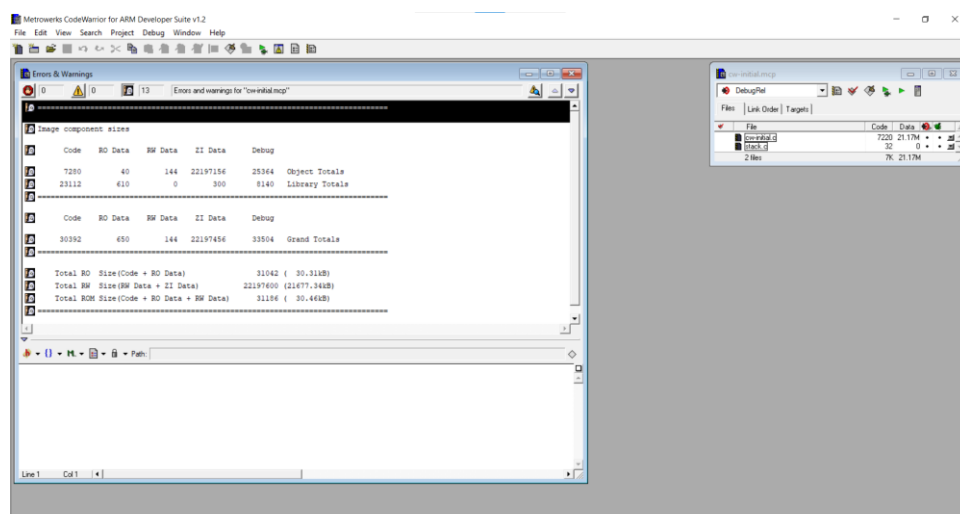 Metrowerks CodeWarrior for ARM Developer Suite v1.2
File Edit View Search Project Debug Window Help
Errors & Warnings
0 0 13 Errors and warnings for "cw-initial.mcp"
================================================================================
Image component sizes
Code RO Data RW Data ZI Data Debug
7280 40 144 22197156 25364 Object Totals
23112 610 0 300 8140 Library Totals
================================================================================
Code RO Data RW Data ZI Data Debug
30392 650 144 22197456 33504 Grand Totals
================================================================================
Total RO Size(Code + RO Data) 31042 ( 30.31kB)
Total RW Size(RW Data + ZI Data) 22197600 (21677.34kB)
Total ROM Size(Code + RO Data + RW Data) 31186 ( 30.46kB)
================================================================================
Path:
Line 1 Col 1
cw-initial.mcp
DebugRel
Files Link Order Targets
File Code Data
cw-initial.c 7220 21.17M
stack.c 32 0
2 files 7K 21.17M